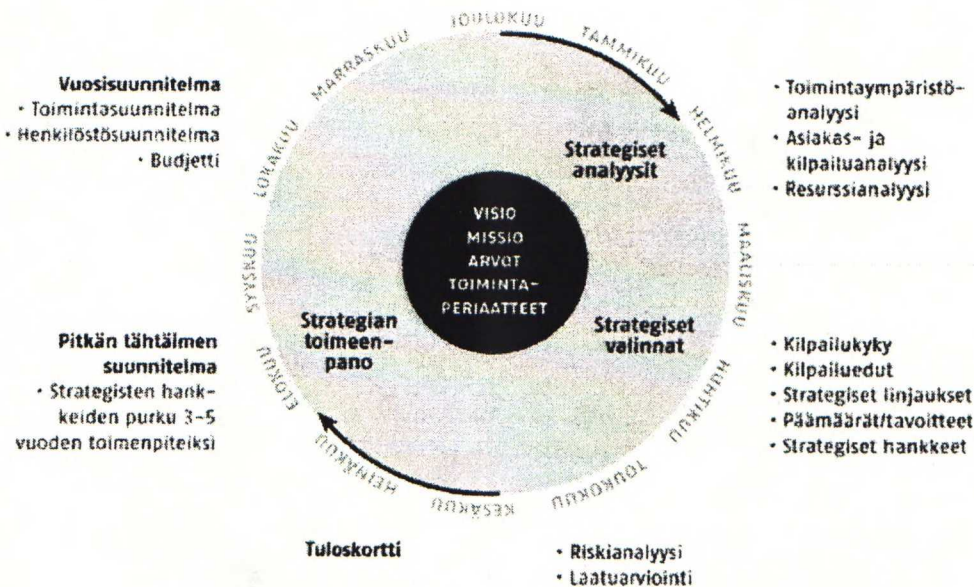 JOULUKUU
TAMMIKUU
HELMIKUU
MAALISKUU
HUHTIKUU
TOUKOKUU
KESÄKUU
HEINÄKUU
ELOKUU
SYYSKUU
LOKAKUU
MARRASKUU
Vuosisuunnitelma
• Toimintasuunnitelma
• Henkilöstösuunnitelma
• Budjetti
Strategiset
analyysit
• Toimintaympäristö-
analyysi
• Asiakas- ja
kilpailuanalyysi
• Resurssianalyysi
VISIO
MISSIO
ARVOT
TOIMINTA-
PERIAATTEET
Pitkän tähtäimen
suunnitelma
• Strategisten hank-
keiden purku 3–5
vuoden toimenpiteiksi
Strategian
toimeen-
pano
Strategiset
valinnat
• Kilpailukyky
• Kilpailuedut
• Strategiset linjaukset
• Päämäärät/tavoitteet
• Strategiset hankkeet
Tuloskortti
• Riskianalyysi
• Laatuarviointi